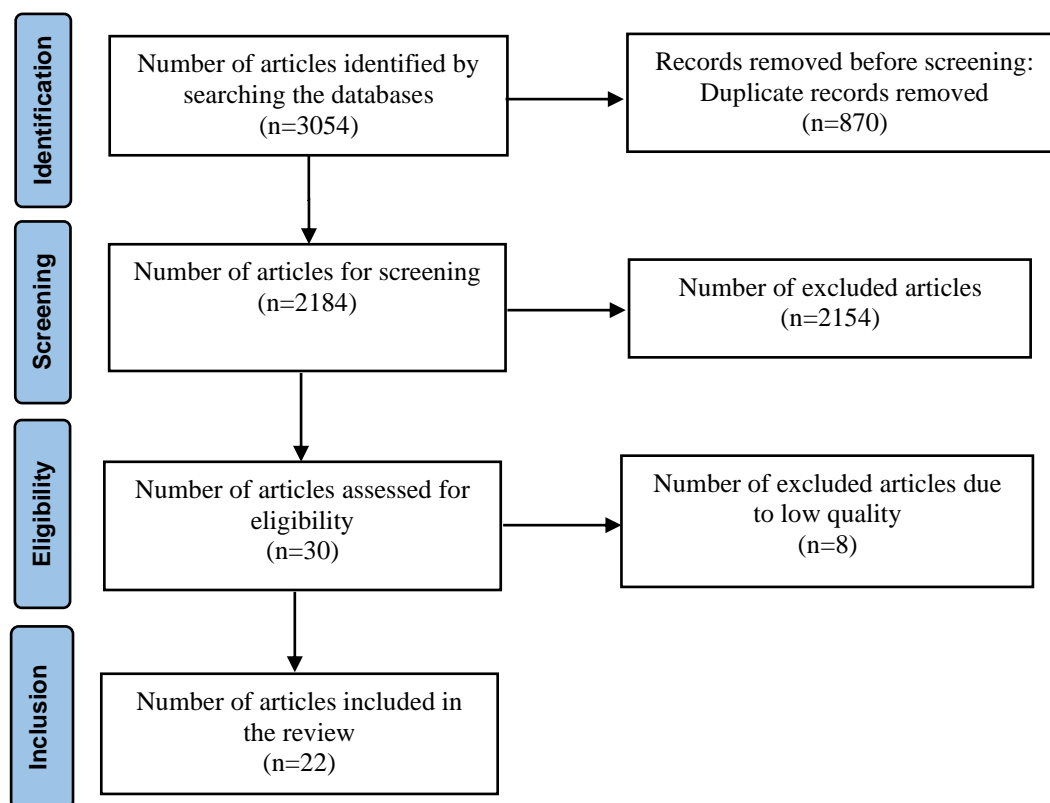 Identification
Number of articles identified by
searching the databases
(n=3054)
Records removed before screening:
Duplicate records removed
(n=870)
Screening
Number of articles for screening
(n=2184)
Number of excluded articles
(n=2154)
Eligibility
Number of articles assessed for
eligibility
(n=30)
Number of excluded articles due
to low quality
(n=8)
Inclusion
Number of articles included in
the review
(n=22)